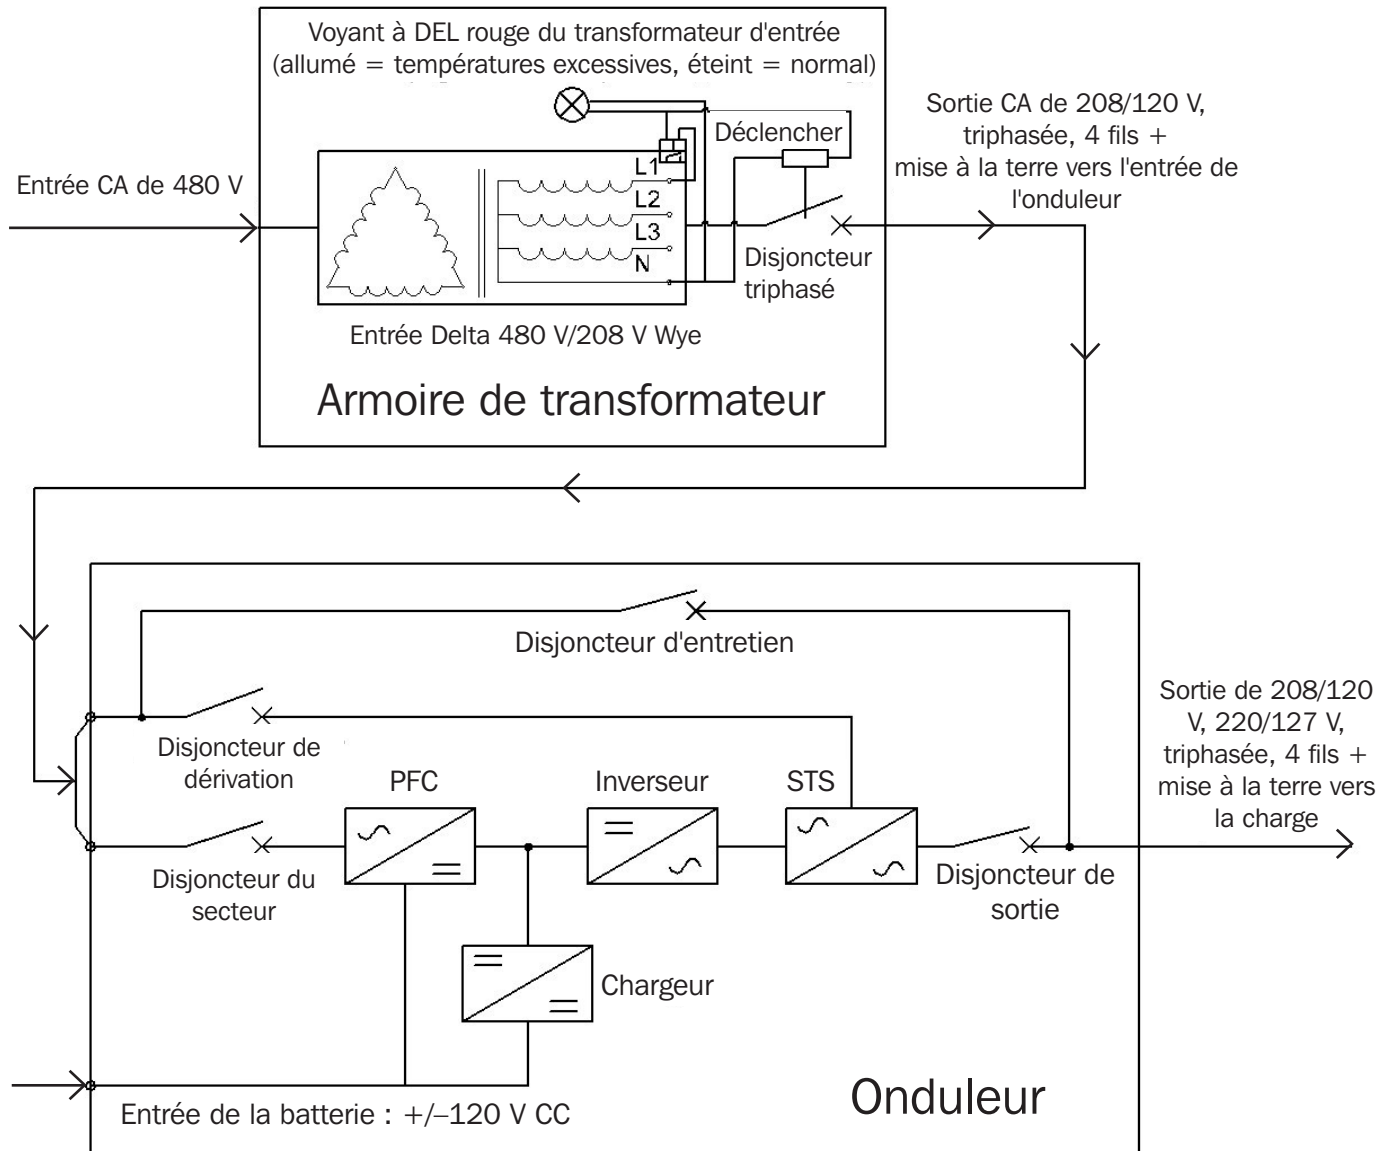 Voyant à DEL rouge du transformateur d'entrée
(allumé = températures excessives, éteint = normal)
Déclencher
Sortie CA de 208/120 V,
triphasée, 4 fils +
mise à la terre vers l'entrée de
l'onduleur
Entrée CA de 480 V
L1
L2
L3
N
Disjoncteur
triphasé
Entrée Delta 480 V/208 V Wye
Armoire de transformateur
Disjoncteur d'entretien
Disjoncteur de
dérivation
Sortie de 208/120
V, 220/127 V,
triphasée, 4 fils +
mise à la terre vers
la charge
PFC
Inverseur
STS
Disjoncteur du
secteur
Disjoncteur de
sortie
Chargeur
Entrée de la batterie : +/–120 V CC
Onduleur